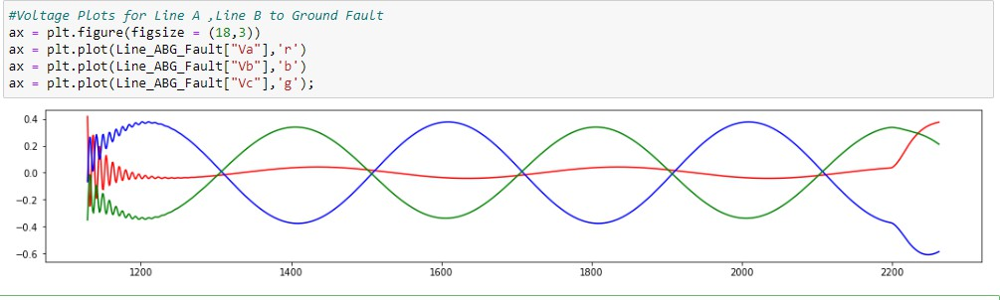 #Voltage Plots for Line A ,Line B to Ground Fault
ax = plt.figure(figsize = (18,3))
ax = plt.plot(Line_ABG_Fault["Va"],'r')
ax = plt.plot(Line_ABG_Fault["Vb"],'b')
ax = plt.plot(Line_ABG_Fault["Vc"],'g');
0.4
0.2
0.0
−0.2
−0.4
−0.6
1200 1400 1600 1800 2000 2200